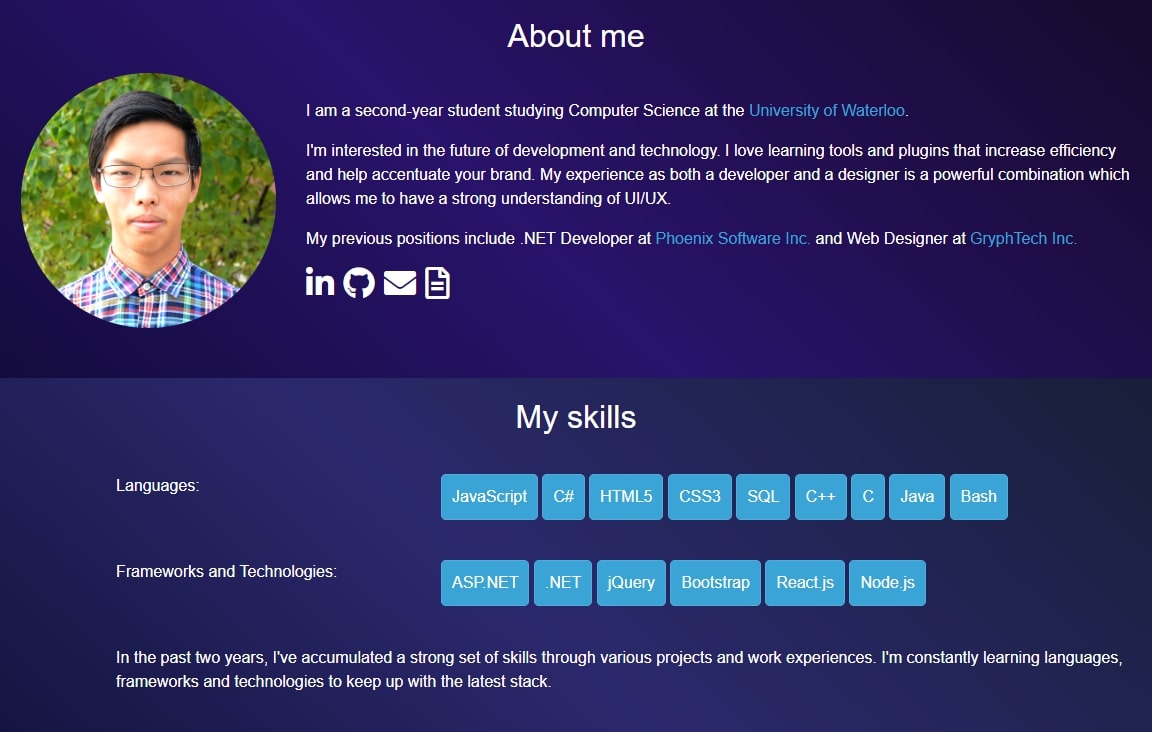 About me
I am a second-year student studying Computer Science at the University of Waterloo.
I'm interested in the future of development and technology. I love learning tools and plugins that increase efficiency
and help accentuate your brand. My experience as both a developer and a designer is a powerful combination which
allows me to have a strong understanding of UI/UX.
My previous positions include .NET Developer at Phoenix Software Inc. and Web Designer at GryphTech Inc.
in
My skills
Languages: JavaScript C# HTML5 CSS3 SQL C++ C Java Bash
Frameworks and Technologies: ASP.NET .NET jQuery Bootstrap React.js Node.js
In the past two years, I've accumulated a strong set of skills through various projects and work experiences. I'm constantly learning languages,
frameworks and technologies to keep up with the latest stack.